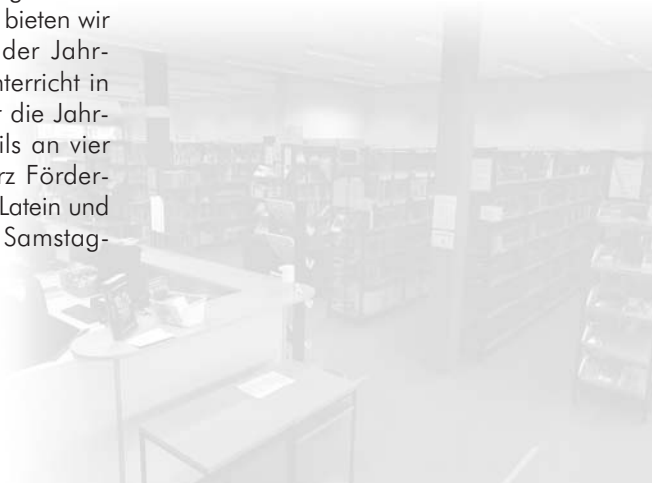 bieten wir
der Jahr-
nterricht in
die Jahr-
ils an vier
rz Förder-
Latein und
Samstag-